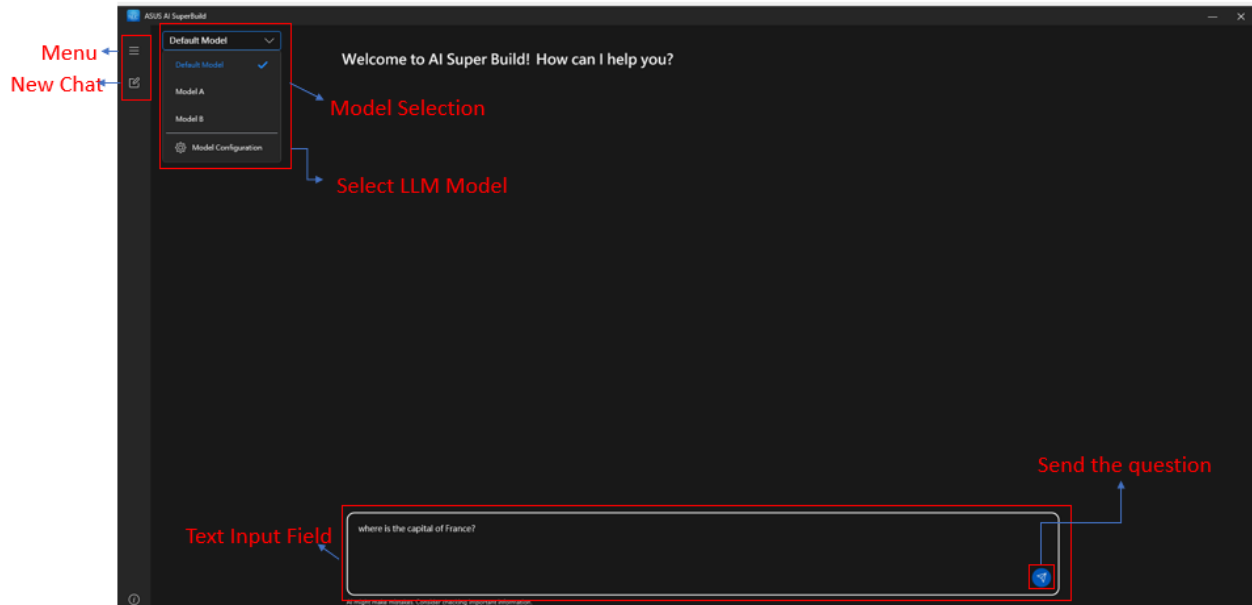 ASUS AI SuperBuild
Menu
New Chat
Default Model
Default Model
Model A
Model B
Model Configuration
Welcome to AI Super Build! How can I help you?
Model Selection
Select LLM Model
Send the question
Text Input Field
where is the capital of France?
AI might make mistakes. Consider checking important information.